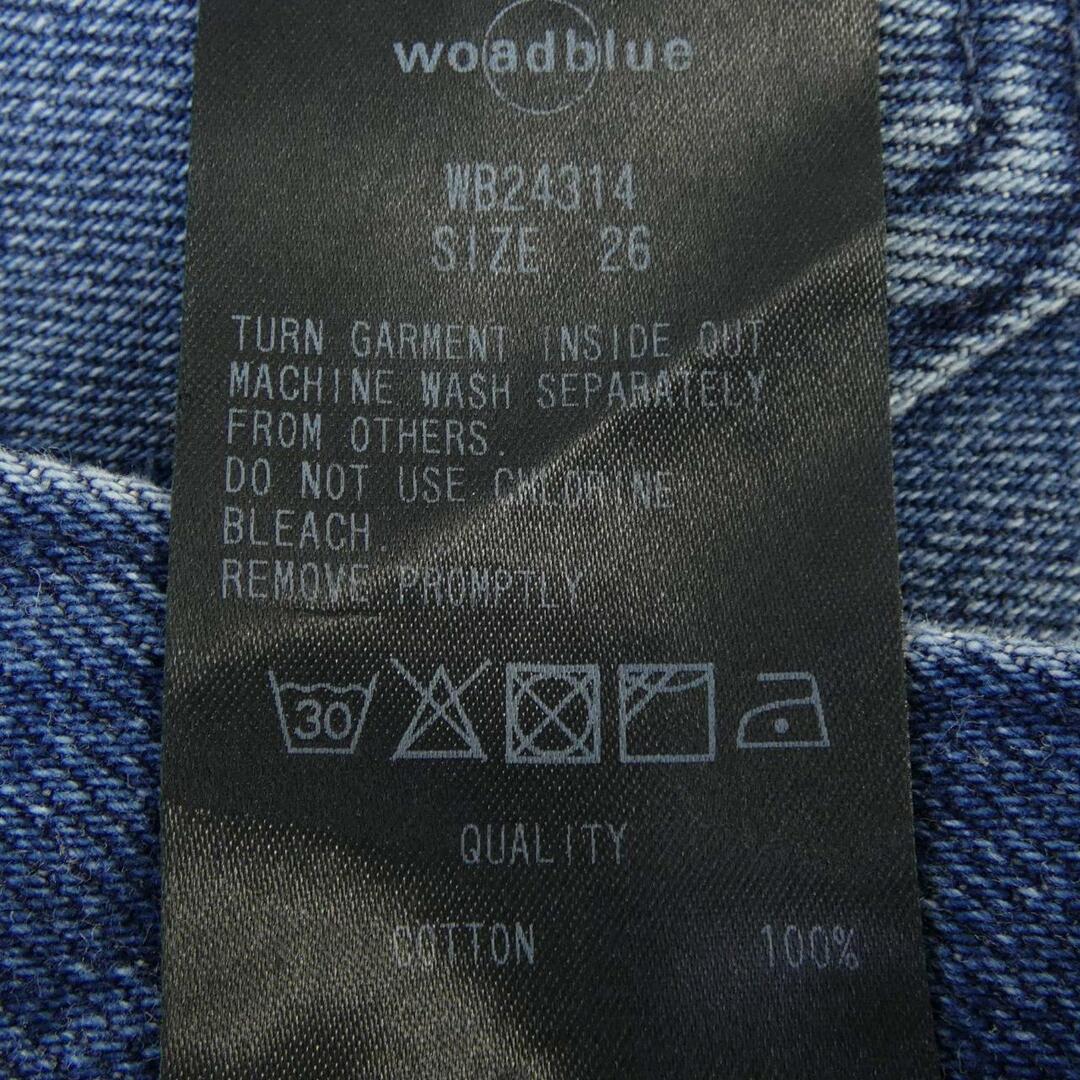 woadblue
WB24314
SIZE 26
TURN GARMENT INSIDE OUT
MACHINE WASH SEPARATELY
FROM OTHERS.
DO NOT USE CHLORINE
BLEACH.
REMOVE PROMPTLY
30
QUALITY
COTTON 100%